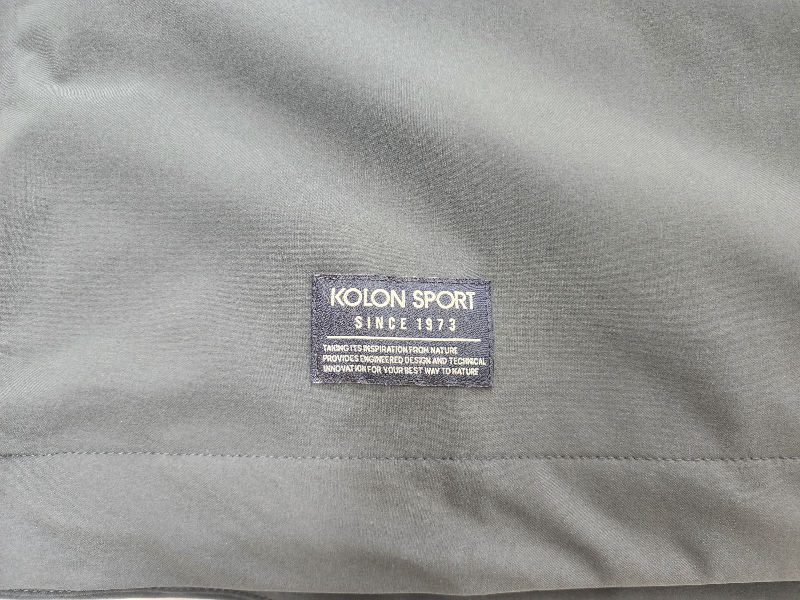 KOLON SPORT
SINCE 1973
TAKING ITS INSPIRATION FROM NATURE
PROVIDES ENGINEERED DESIGN AND TECHNICAL
INNOVATION FOR YOUR BEST WAY TO NATURE